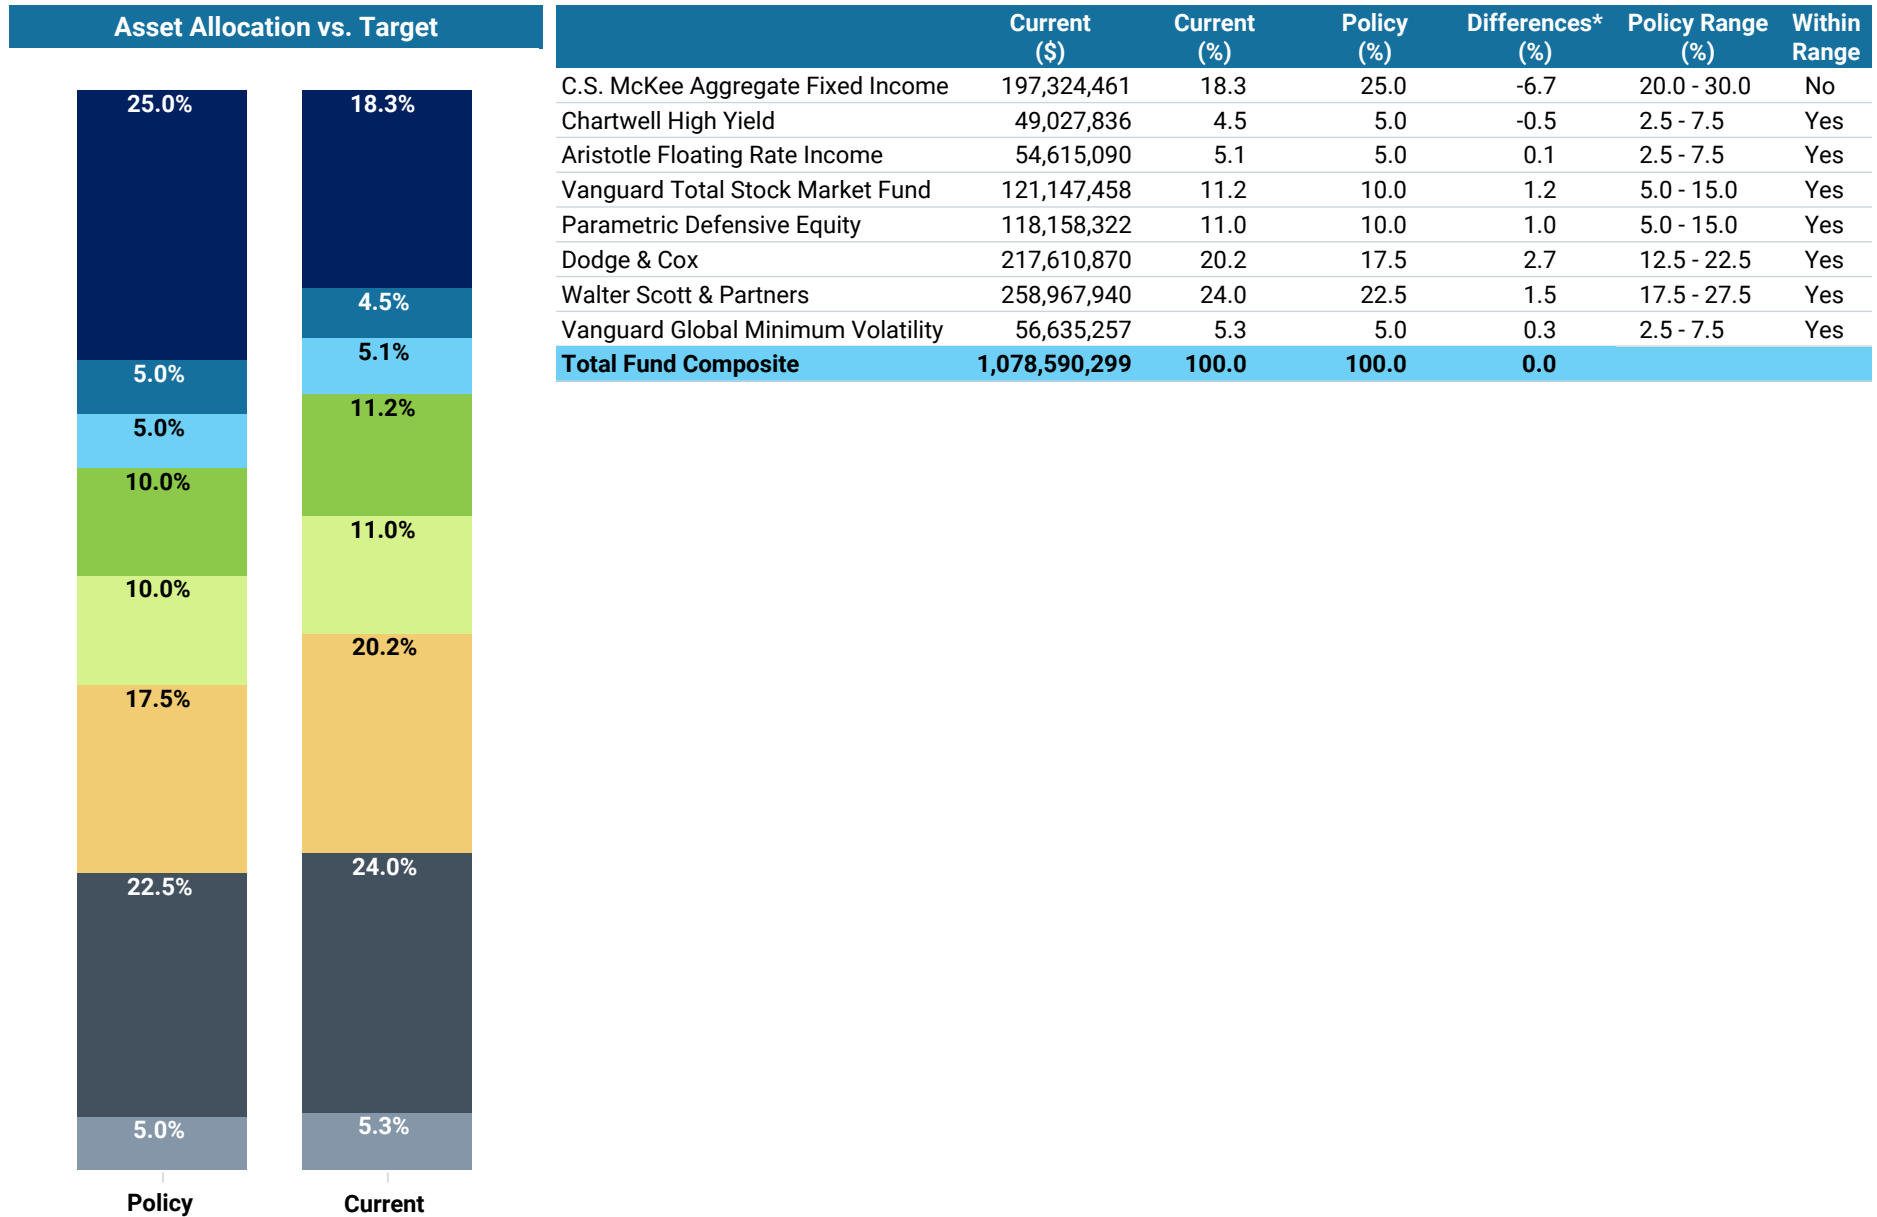 Asset Allocation vs. Target
25.0%
5.0%
5.0%
10.0%
10.0%
17.5%
22.5%
5.0%
Policy
18.3%
4.5%
5.1%
11.2%
11.0%
20.2%
24.0%
5.3%
Current
Current ($) Current (%) Policy (%) Differences* (%) Policy Range (%) Within Range
C.S. McKee Aggregate Fixed Income 197,324,461 18.3 25.0 -6.7 20.0 - 30.0 No
Chartwell High Yield 49,027,836 4.5 5.0 -0.5 2.5 - 7.5 Yes
Aristotle Floating Rate Income 54,615,090 5.1 5.0 0.1 2.5 - 7.5 Yes
Vanguard Total Stock Market Fund 121,147,458 11.2 10.0 1.2 5.0 - 15.0 Yes
Parametric Defensive Equity 118,158,322 11.0 10.0 1.0 5.0 - 15.0 Yes
Dodge & Cox 217,610,870 20.2 17.5 2.7 12.5 - 22.5 Yes
Walter Scott & Partners 258,967,940 24.0 22.5 1.5 17.5 - 27.5 Yes
Vanguard Global Minimum Volatility 56,635,257 5.3 5.0 0.3 2.5 - 7.5 Yes
Total Fund Composite 1,078,590,299 100.0 100.0 0.0